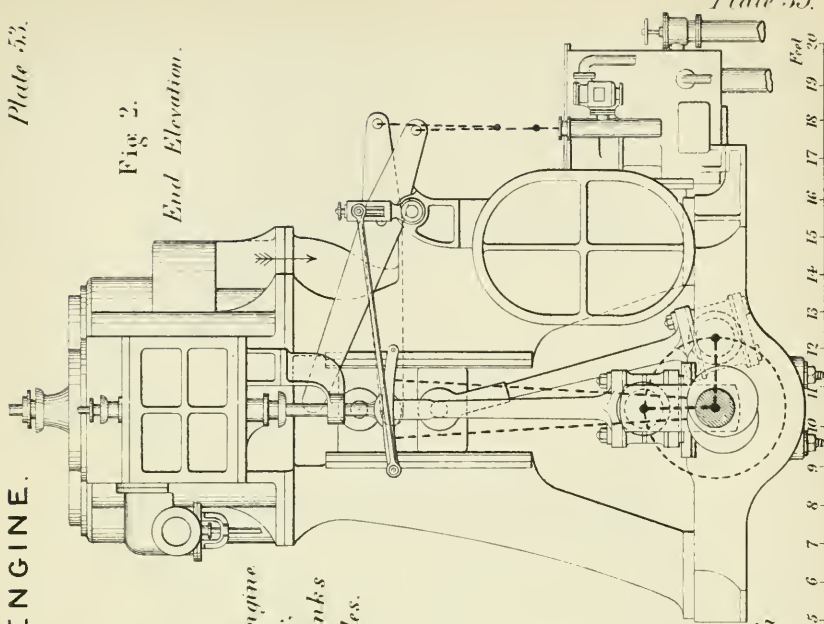 Plate 53.
Plate 53.
ENGINE.
Fig. 2.
End Elevation.
Feet
20
19
18
17
16
15
14
13
12
11
10
9
8
7
6
5